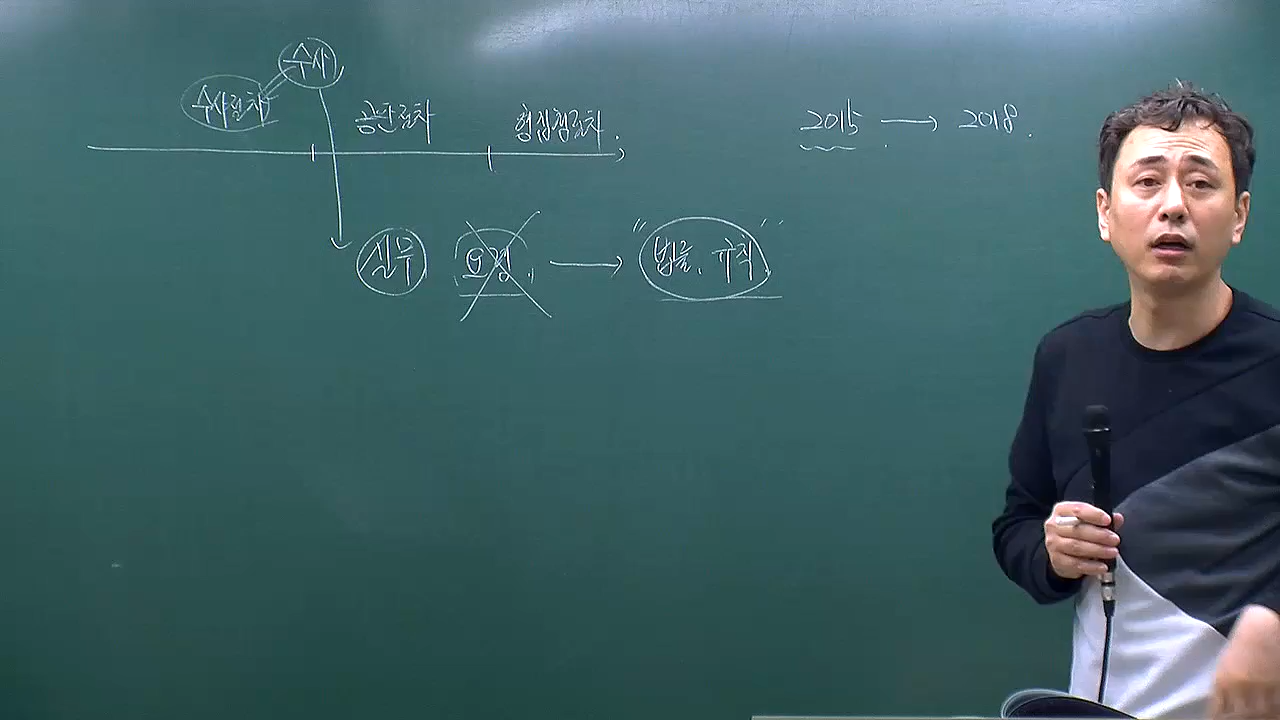 수사
수사절차 공판절차 형집행절차. 2015 → 2018.
실무 "요청," → "법률, 규칙,"